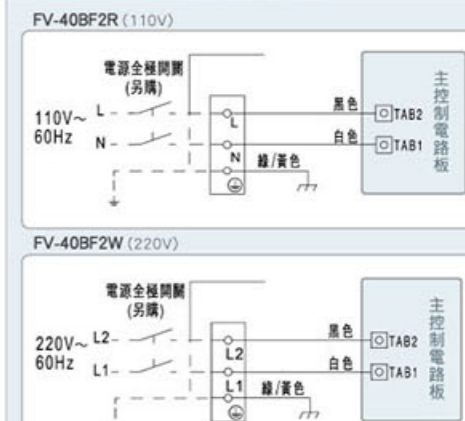 FV-40BF2R (110V)
電源全極開關
(另購)
110V~
60Hz
L
N
L
N
黑色
白色
綠/黃色
TAB2
TAB1
主控制電路板
FV-40BF2W (220V)
電源全極開關
(另購)
220V~
60Hz
L2
L1
L2
L1
黑色
白色
綠/黃色
TAB2
TAB1
主控制電路板